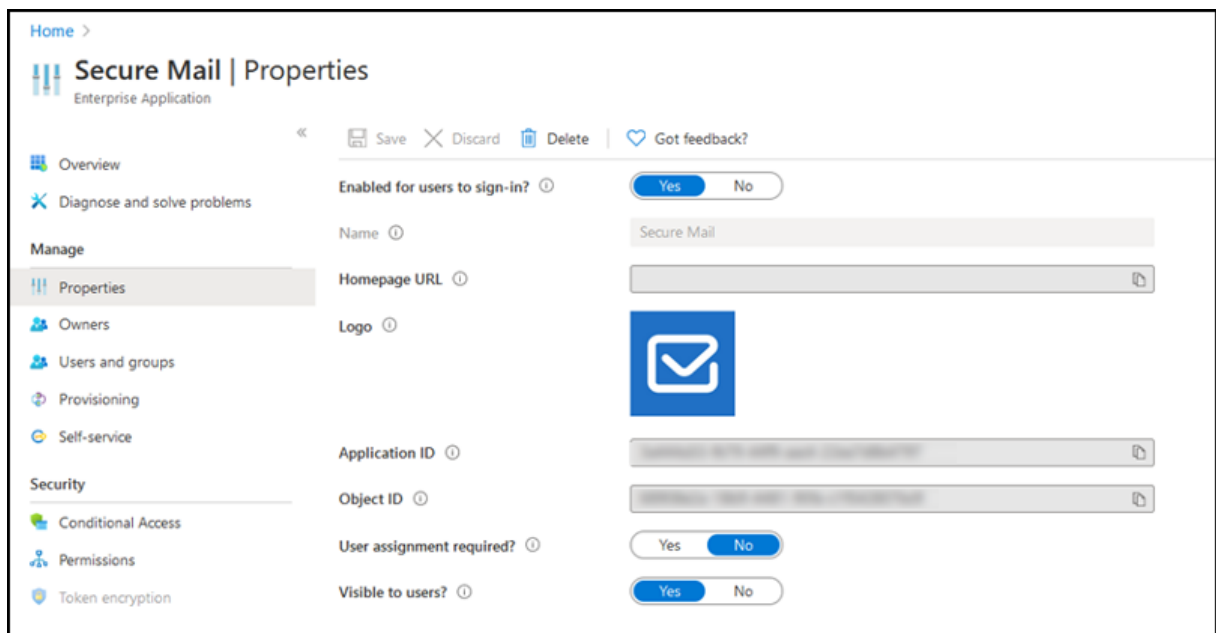 Home >
Secure Mail | Properties
Enterprise Application
«
Save Discard Delete Got feedback?
Overview
Diagnose and solve problems
Manage
Properties
Owners
Users and groups
Provisioning
Self-service
Security
Conditional Access
Permissions
Token encryption
Enabled for users to sign-in? Yes No
Name Secure Mail
Homepage URL
Logo
Application ID
Object ID
User assignment required? Yes No
Visible to users? Yes No